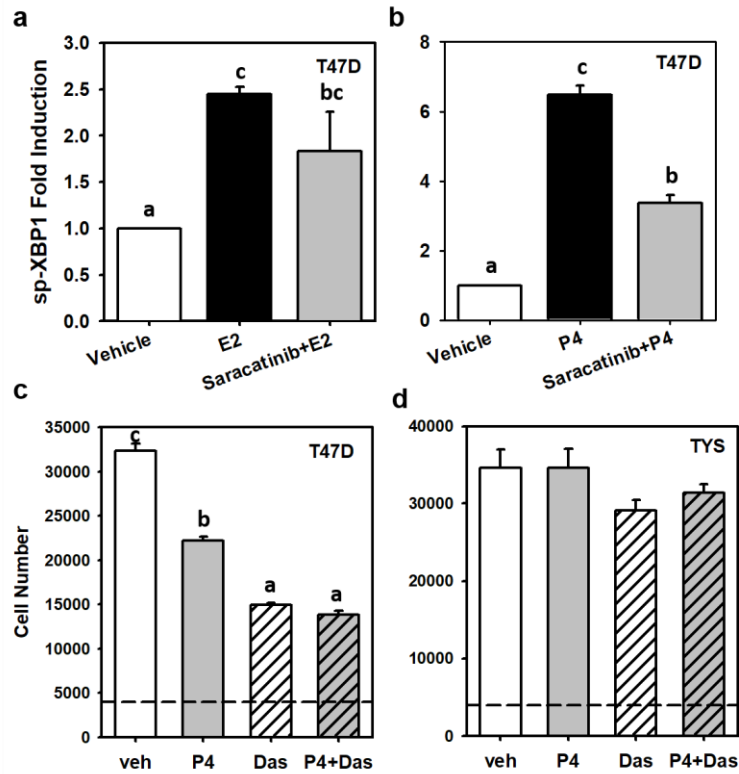 a
b
sp-XBP1 Fold Induction
3.0
2.5
2.0
1.5
1.0
0.5
0.0
T47D
a
c
bc
Vehicle
E2
Saracatinib+E2
8
6
4
2
0
T47D
a
c
b
Vehicle
P4
Saracatinib+P4
c
d
Cell Number
35000
30000
25000
20000
15000
10000
5000
0
T47D
c
b
a
a
veh
P4
Das
P4+Das
40000
30000
20000
10000
0
TYS
veh
P4
Das
P4+Das